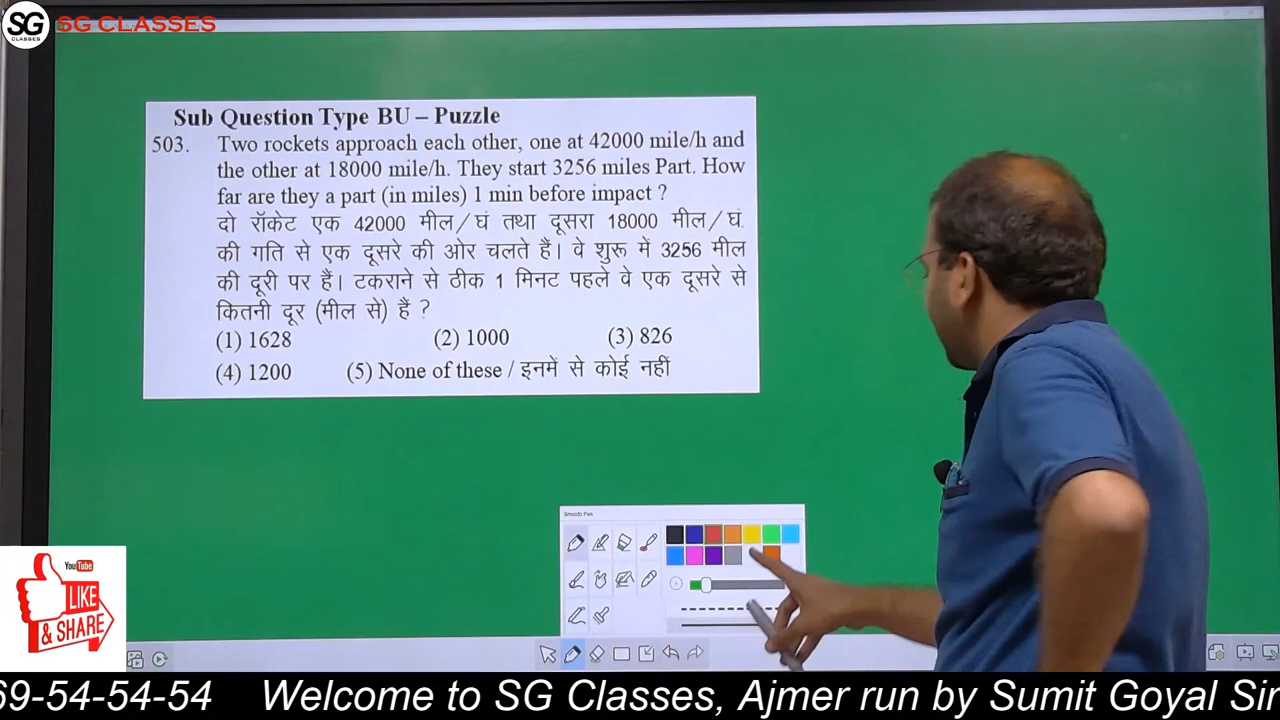 SG
CLASSES
SG CLASSES
Sub Question Type BU – Puzzle
503. Two rockets approach each other, one at 42000 mile/h and
the other at 18000 mile/h. They start 3256 miles Part. How
far are they a part (in miles) 1 min before impact ?
दो रॉकेट एक 42000 मील/घं तथा दूसरा 18000 मील/घं.
की गति से एक दूसरे की ओर चलते हैं। वे शुरू में 3256 मील
की दूरी पर हैं। टकराने से ठीक 1 मिनट पहले वे एक दूसरे से
कितनी दूर (मील से) हैं ?
(1) 1628 (2) 1000 (3) 826
(4) 1200 (5) None of these / इनमें से कोई नहीं
Smooth Pen
YouTube
LIKE
& SHARE
69-54-54-54 Welcome to SG Classes, Ajmer run by Sumit Goyal Sir